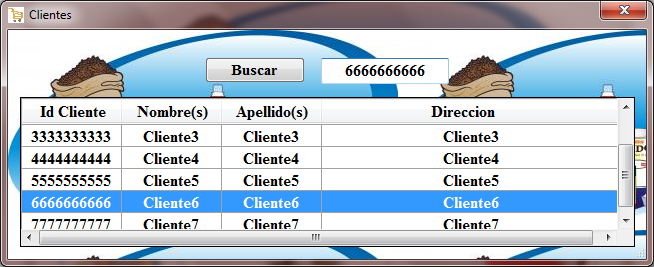 Clientes
Buscar 6666666666
Id Cliente Nombre(s) Apellido(s) Direccion
3333333333 Cliente3 Cliente3 Cliente3
4444444444 Cliente4 Cliente4 Cliente4
5555555555 Cliente5 Cliente5 Cliente5
6666666666 Cliente6 Cliente6 Cliente6
7777777777 Cliente7 Cliente7 Cliente7